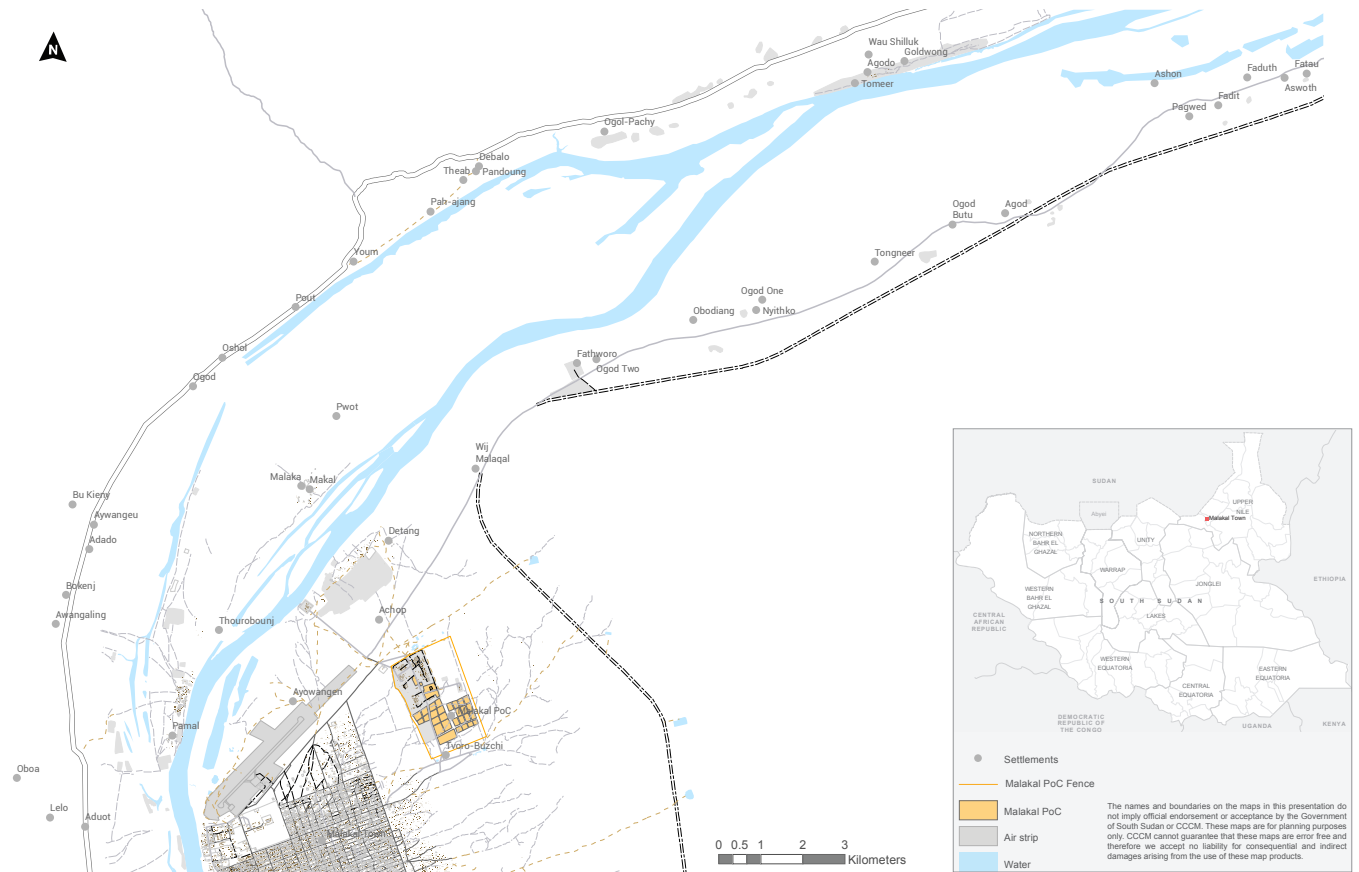 N
Wau Shilluk
Goldwong
Agodo
Tomeer
Ashon
Faduth
Fatau
Aswoth
Fadit
Pagwed
Ogol-Pachy
Debalo
Theab
Pandoung
Pah-ajang
Ogod
Butu
Agod
Youm
Tongneer
Pout
Ogod One
Nyithko
Obodiang
Oshol
Fathworo
Ogod Two
Ogod
Pwot
Wij
Malaqal
Malaka
Makal
Bu Kieny
Aywangeu
Adado
Detang
Bokenj
Awangaling
Achop
Thourobounj
Ayowangen
Malakal PoC
Pamal
Tvoro-Buzchi
Oboa
Lelo
Aduot
Malakal Town
0 0.5 1 2 3
Kilometers
SUDAN
UPPER
NILE
Abyei
Malakal Town
NORTHERN
BAHR EL
GHAZAL
UNITY
WARRAP
ETHIOPIA
JONGLEI
WESTERN
BAHR EL
GHAZAL
SOUTH SUDAN
CENTRAL
AFRICAN
REPUBLIC
LAKES
WESTERN
EQUATORIA
EASTERN
EQUATORIA
CENTRAL
EQUATORIA
DEMOCRATIC
REPUBLIC OF
THE CONGO
UGANDA
KENYA
Settlements
Malakal PoC Fence
Malakal PoC
Air strip
Water
The names and boundaries on the maps in this presentation do
not imply official endorsement or acceptance by the Government
of South Sudan or CCCM. These maps are for planning purposes
only. CCCM cannot guarantee that these maps are error free and
therefore we accept no liability for consequential and indirect
damages arising from the use of these map products.